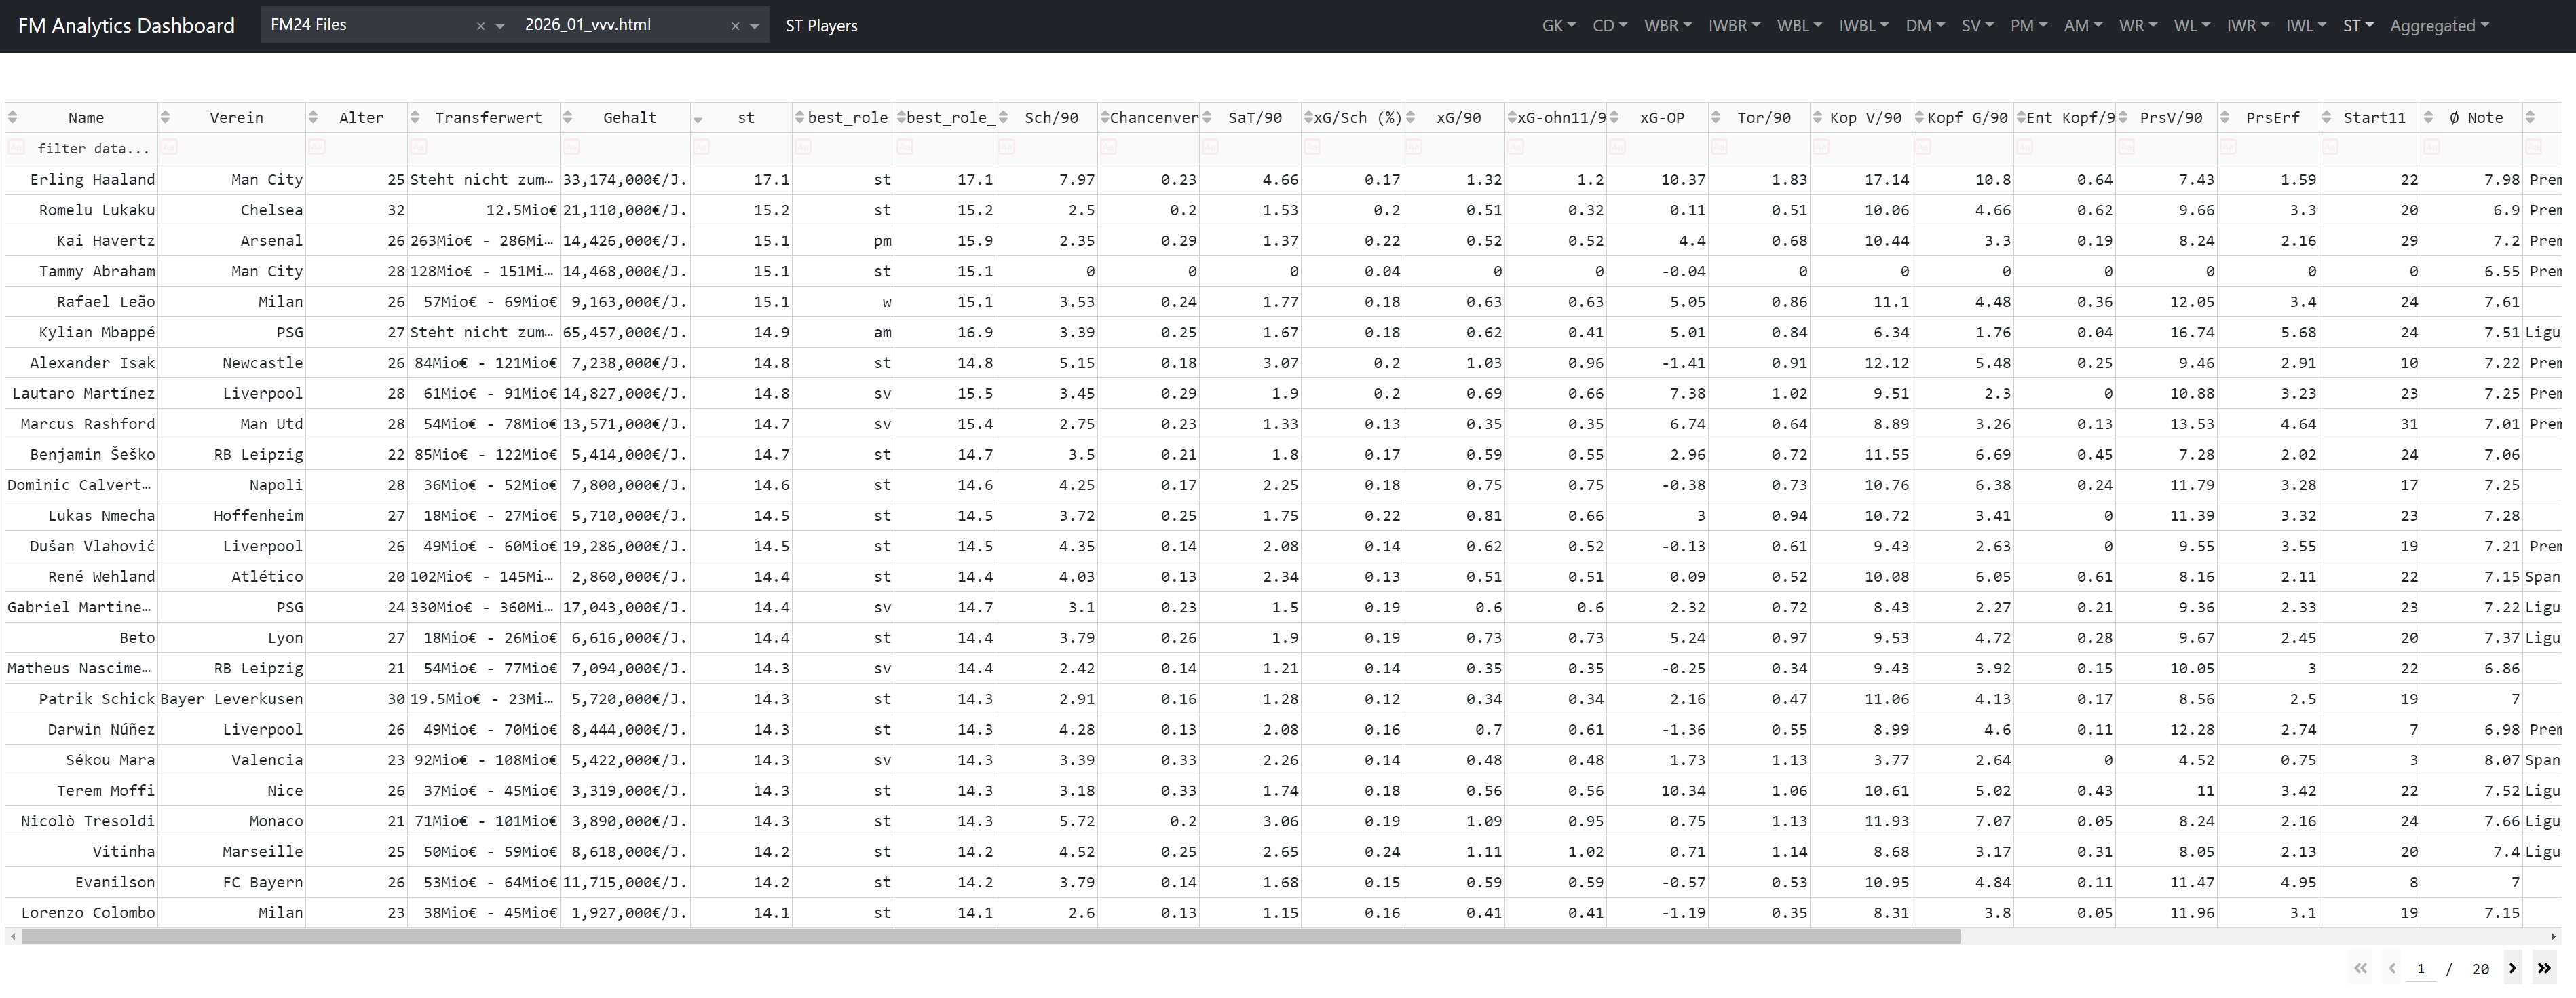 FM Analytics Dashboard FM24 Files × 2026_01_vvv.html × ST Players GK CD WBR IWBR WBL IWBL DM SV PM AM WR WL IWR IWL ST Aggregated
Name Verein Alter Transferwert Gehalt st best_role best_role_ Sch/90 Chancenver SaT/90 xG/Sch (%) xG/90 xG-ohn11/9 xG-OP Tor/90 Kop V/90 Kopf G/90 Ent Kopf/9 PrsV/90 PrsErf Start11 Ø Note
filter data...
Erling Haaland Man City 25 Steht nicht zum… 33,174,000€/J. 17.1 st 17.1 7.97 0.23 4.66 0.17 1.32 1.2 10.37 1.83 17.14 10.8 0.64 7.43 1.59 22 7.98 Prem
Romelu Lukaku Chelsea 32 12.5Mio€ 21,110,000€/J. 15.2 st 15.2 2.5 0.2 1.53 0.2 0.51 0.32 0.11 0.51 10.06 4.66 0.62 9.66 3.3 20 6.9 Prem
Kai Havertz Arsenal 26 263Mio€ - 286Mi… 14,426,000€/J. 15.1 pm 15.9 2.35 0.29 1.37 0.22 0.52 0.52 4.4 0.68 10.44 3.3 0.19 8.24 2.16 29 7.2 Prem
Tammy Abraham Man City 28 128Mio€ - 151Mi… 14,468,000€/J. 15.1 st 15.1 0 0 0 0.04 0 0 -0.04 0 0 0 0 0 0 0 6.55 Prem
Rafael Leão Milan 26 57Mio€ - 69Mio€ 9,163,000€/J. 15.1 w 15.1 3.53 0.24 1.77 0.18 0.63 0.63 5.05 0.86 11.1 4.48 0.36 12.05 3.4 24 7.61
Kylian Mbappé PSG 27 Steht nicht zum… 65,457,000€/J. 14.9 am 16.9 3.39 0.25 1.67 0.18 0.62 0.41 5.01 0.84 6.34 1.76 0.04 16.74 5.68 24 7.51 Ligu
Alexander Isak Newcastle 26 84Mio€ - 121Mio€ 7,238,000€/J. 14.8 st 14.8 5.15 0.18 3.07 0.2 1.03 0.96 -1.41 0.91 12.12 5.48 0.25 9.46 2.91 10 7.22 Prem
Lautaro Martínez Liverpool 28 61Mio€ - 91Mio€ 14,827,000€/J. 14.8 sv 15.5 3.45 0.29 1.9 0.2 0.69 0.66 7.38 1.02 9.51 2.3 0 10.88 3.23 23 7.25 Prem
Marcus Rashford Man Utd 28 54Mio€ - 78Mio€ 13,571,000€/J. 14.7 sv 15.4 2.75 0.23 1.33 0.13 0.35 0.35 6.74 0.64 8.89 3.26 0.13 13.53 4.64 31 7.01 Prem
Benjamin Šeško RB Leipzig 22 85Mio€ - 122Mio€ 5,414,000€/J. 14.7 st 14.7 3.5 0.21 1.8 0.17 0.59 0.55 2.96 0.72 11.55 6.69 0.45 7.28 2.02 24 7.06
Dominic Calvert… Napoli 28 36Mio€ - 52Mio€ 7,800,000€/J. 14.6 st 14.6 4.25 0.17 2.25 0.18 0.75 0.75 -0.38 0.73 10.76 6.38 0.24 11.79 3.28 17 7.25
Lukas Nmecha Hoffenheim 27 18Mio€ - 27Mio€ 5,710,000€/J. 14.5 st 14.5 3.72 0.25 1.75 0.22 0.81 0.66 3 0.94 10.72 3.41 0 11.39 3.32 23 7.28
Dušan Vlahović Liverpool 26 49Mio€ - 60Mio€ 19,286,000€/J. 14.5 st 14.5 4.35 0.14 2.08 0.14 0.62 0.52 -0.13 0.61 9.43 2.63 0 9.55 3.55 19 7.21 Prem
René Wehland Atlético 20 102Mio€ - 145Mi… 2,860,000€/J. 14.4 st 14.4 4.03 0.13 2.34 0.13 0.51 0.51 0.09 0.52 10.08 6.05 0.61 8.16 2.11 22 7.15 Span
Gabriel Martine… PSG 24 330Mio€ - 360Mi… 17,043,000€/J. 14.4 sv 14.7 3.1 0.23 1.5 0.19 0.6 0.6 2.32 0.72 8.43 2.27 0.21 9.36 2.33 23 7.22 Ligu
Beto Lyon 27 18Mio€ - 26Mio€ 6,616,000€/J. 14.4 st 14.4 3.79 0.26 1.9 0.19 0.73 0.73 5.24 0.97 9.53 4.72 0.28 9.67 2.45 20 7.37 Ligu
Matheus Nascime… RB Leipzig 21 54Mio€ - 77Mio€ 7,094,000€/J. 14.3 sv 14.4 2.42 0.14 1.21 0.14 0.35 0.35 -0.25 0.34 9.43 3.92 0.15 10.05 3 22 6.86
Patrik Schick Bayer Leverkusen 30 19.5Mio€ - 23Mi… 5,720,000€/J. 14.3 st 14.3 2.91 0.16 1.28 0.12 0.34 0.34 2.16 0.47 11.06 4.13 0.17 8.56 2.5 19 7
Darwin Núñez Liverpool 26 49Mio€ - 70Mio€ 8,444,000€/J. 14.3 st 14.3 4.28 0.13 2.08 0.16 0.7 0.61 -1.36 0.55 8.99 4.6 0.11 12.28 2.74 7 6.98 Prem
Sékou Mara Valencia 23 92Mio€ - 108Mio€ 5,422,000€/J. 14.3 sv 14.3 3.39 0.33 2.26 0.14 0.48 0.48 1.73 1.13 3.77 2.64 0 4.52 0.75 3 8.07 Span
Terem Moffi Nice 26 37Mio€ - 45Mio€ 3,319,000€/J. 14.3 st 14.3 3.18 0.33 1.74 0.18 0.56 0.56 10.34 1.06 10.61 5.02 0.43 11 3.42 22 7.52 Ligu
Nicolò Tresoldi Monaco 21 71Mio€ - 101Mio€ 3,890,000€/J. 14.3 st 14.3 5.72 0.2 3.06 0.19 1.09 0.95 0.75 1.13 11.93 7.07 0.05 8.24 2.16 24 7.66 Ligu
Vitinha Marseille 25 50Mio€ - 59Mio€ 8,618,000€/J. 14.2 st 14.2 4.52 0.25 2.65 0.24 1.11 1.02 0.71 1.14 8.68 3.17 0.31 8.05 2.13 20 7.4 Ligu
Evanilson FC Bayern 26 53Mio€ - 64Mio€ 11,715,000€/J. 14.2 st 14.2 3.79 0.14 1.68 0.15 0.59 0.59 -0.57 0.53 10.95 4.84 0.11 11.47 4.95 8 7
Lorenzo Colombo Milan 23 38Mio€ - 45Mio€ 1,927,000€/J. 14.1 st 14.1 2.6 0.13 1.15 0.16 0.41 0.41 -1.19 0.35 8.31 3.8 0.05 11.96 3.1 19 7.15
1 / 20